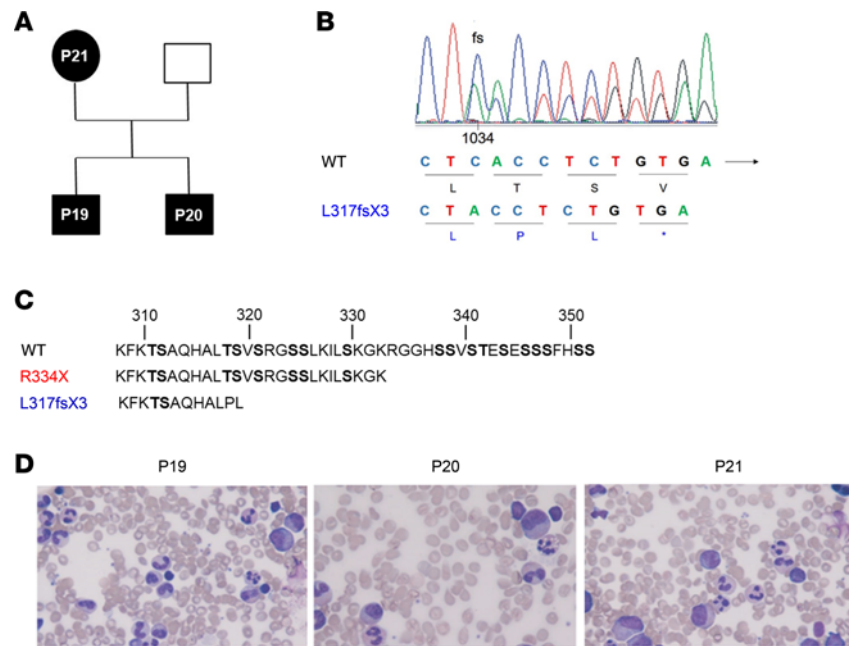 A
P21
P19
P20
B
fs
1034
WT C T C A C C T C T G T G A
L T S V
L317fsX3 C T A C C T C T G T G A
L P L *
C
310 320 330 340 350
WT KFKTSAQHALTSVSRGSSLKILSKGKRGGHSSVSTESESSSFHSS
R334X KFKTSAQHALTSVSRGSSLKILSKGK
L317fsX3 KFKTSAQHALPL
D
P19 P20 P21